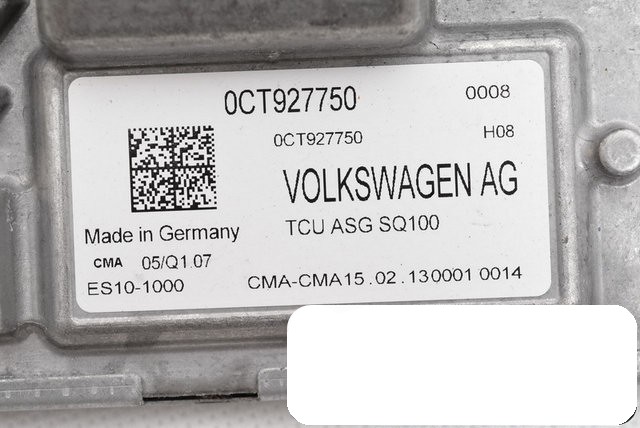 0CT927750 0008
0CT927750 H08
VOLKSWAGEN AG
TCU ASG SQ100
Made in Germany
CMA 05/Q1.07
ES10-1000 CMA-CMA15.02.130001 0014